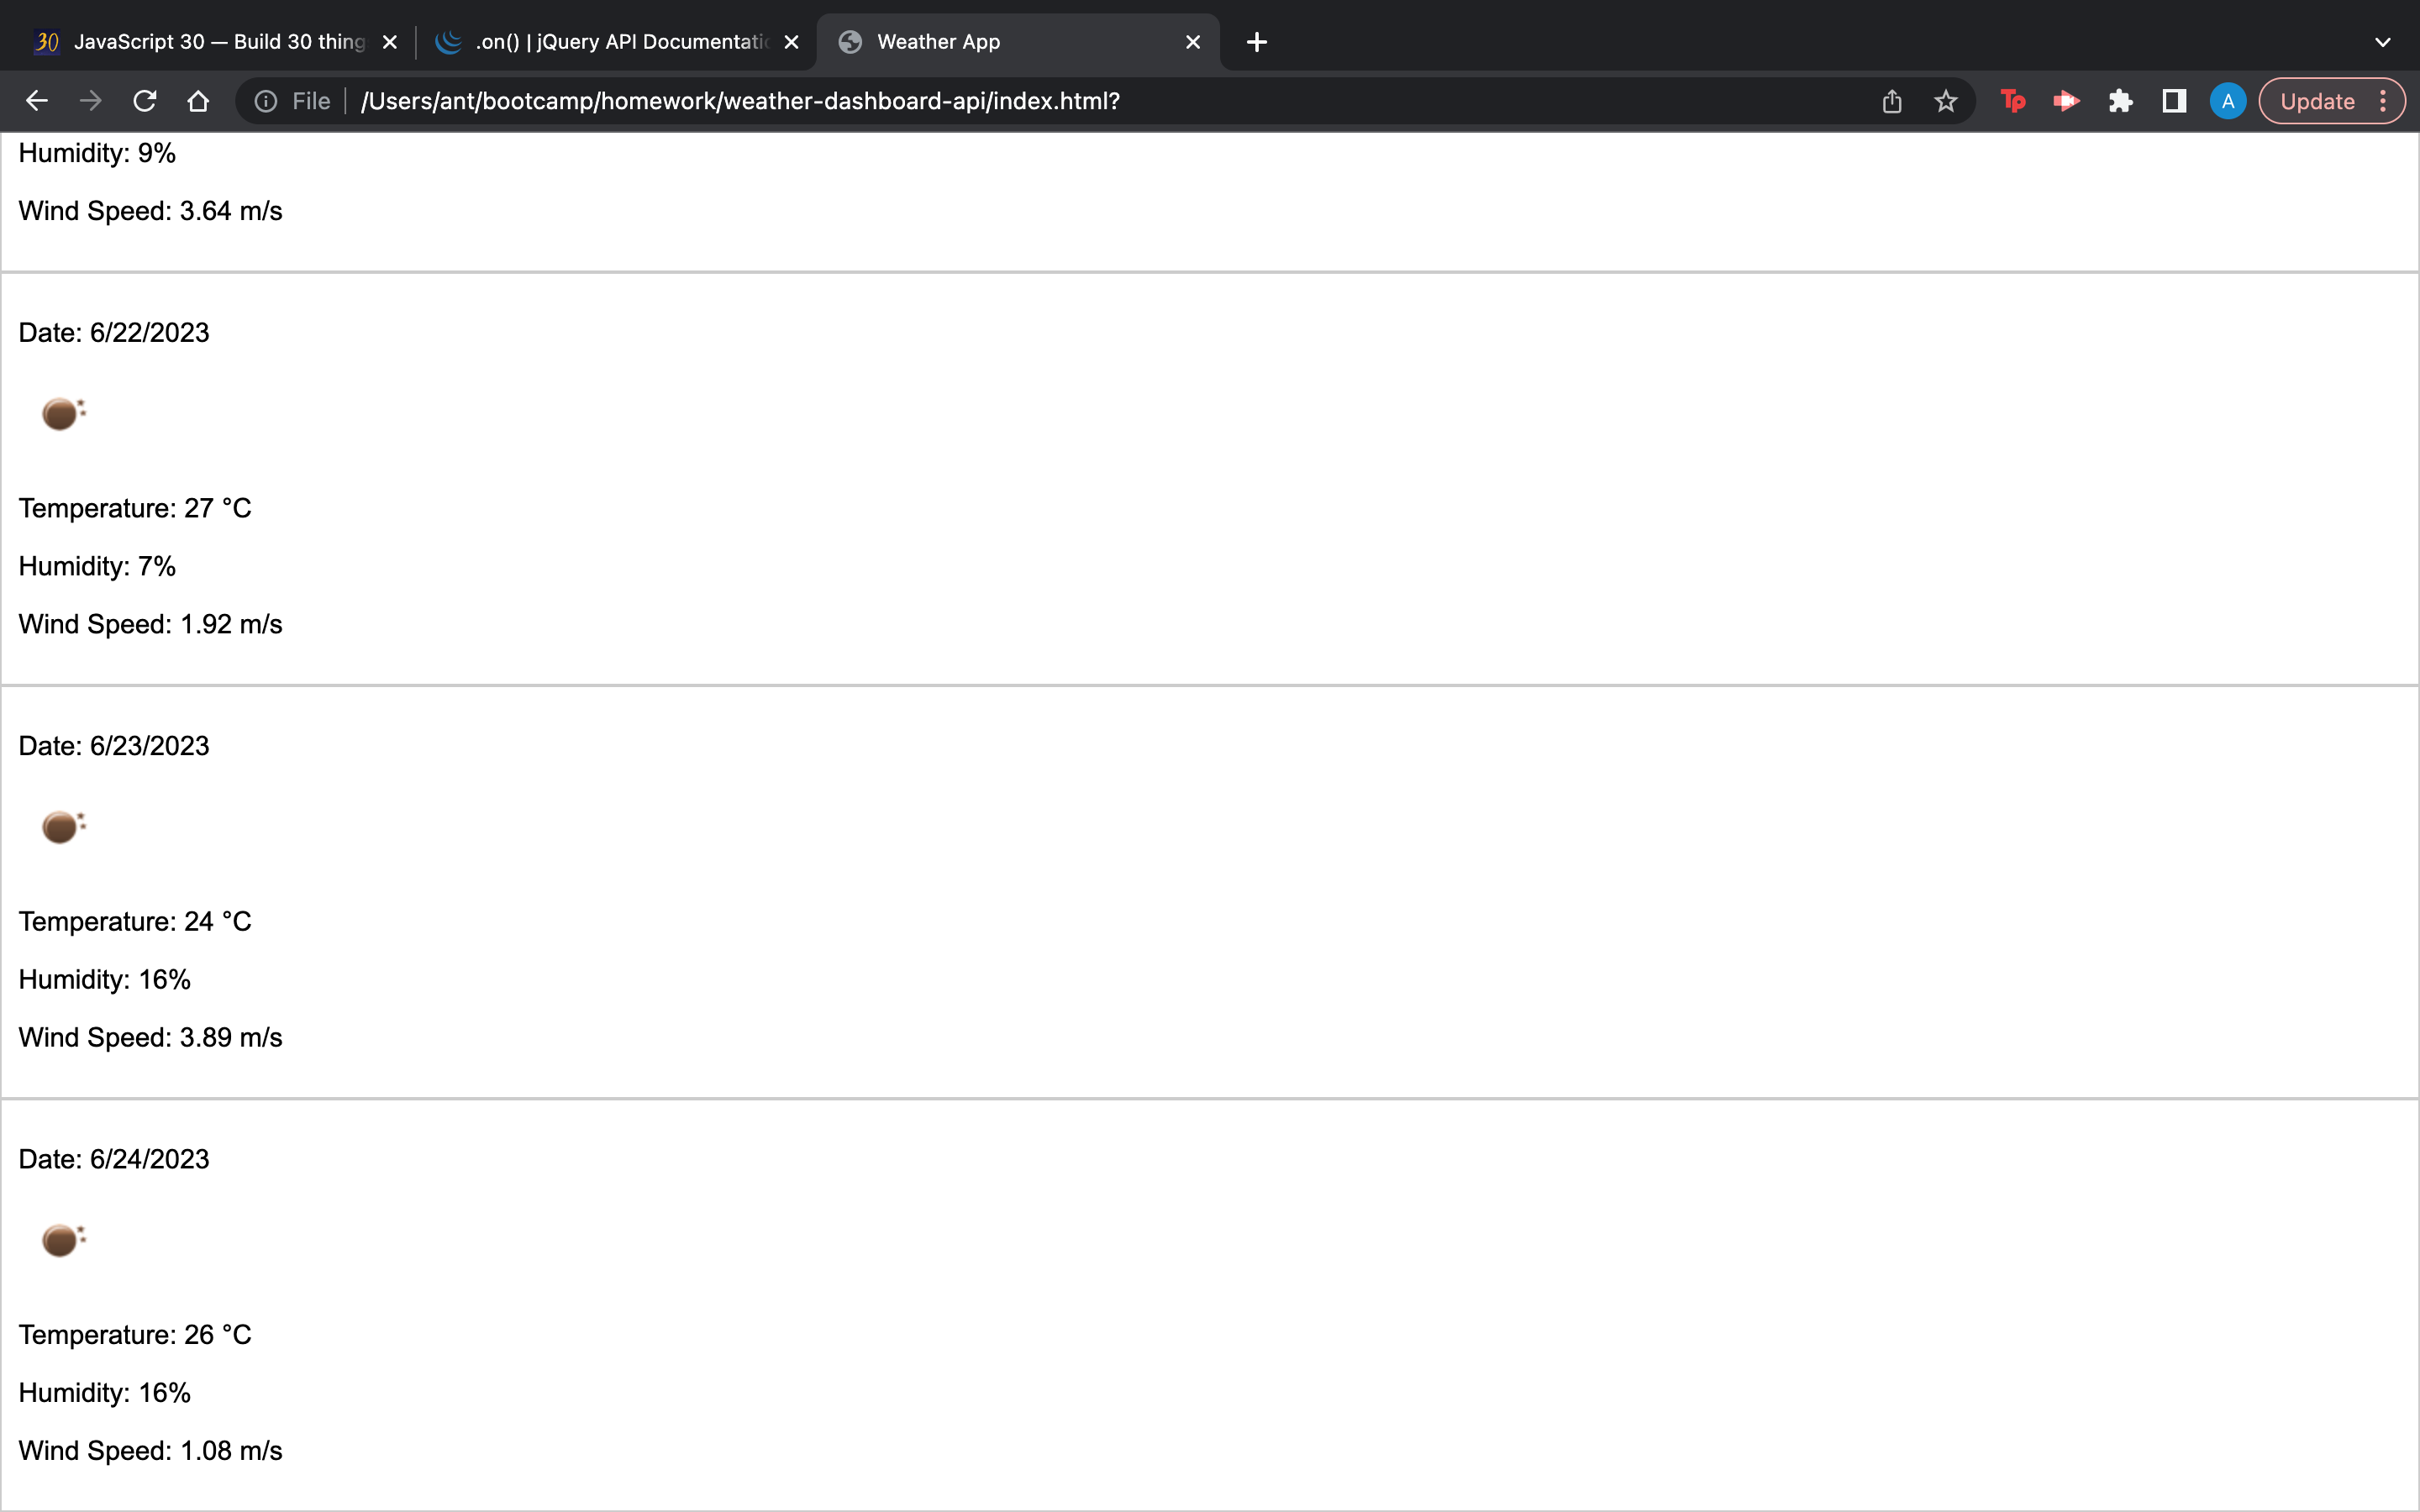 30 JavaScript 30 — Build 30 thing
.on() | jQuery API Documentatic
Weather App
File /Users/ant/bootcamp/homework/weather-dashboard-api/index.html?
Tp
A
Update
Humidity: 9%
Wind Speed: 3.64 m/s
Date: 6/22/2023
Temperature: 27 °C
Humidity: 7%
Wind Speed: 1.92 m/s
Date: 6/23/2023
Temperature: 24 °C
Humidity: 16%
Wind Speed: 3.89 m/s
Date: 6/24/2023
Temperature: 26 °C
Humidity: 16%
Wind Speed: 1.08 m/s